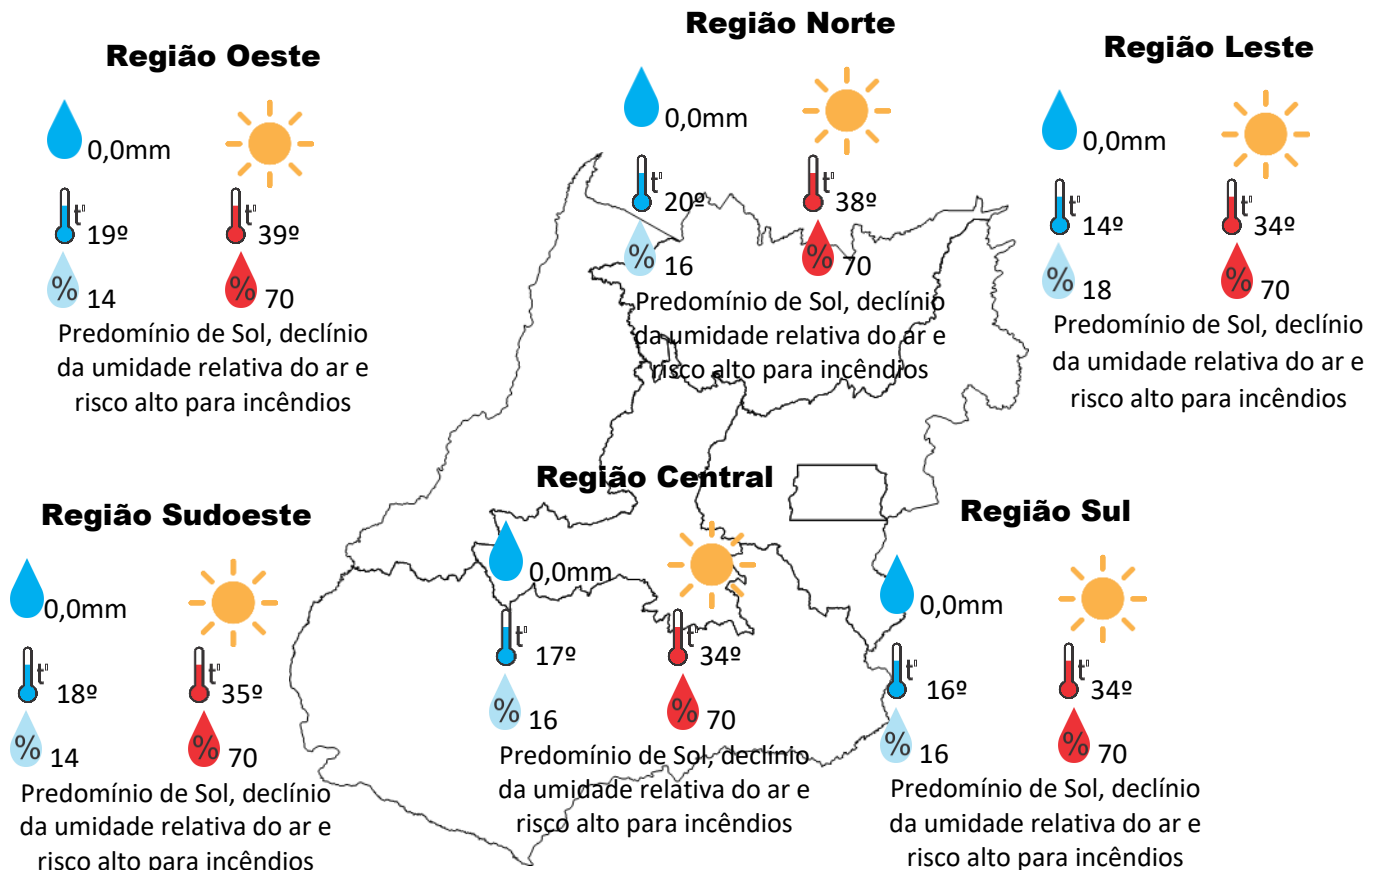 Região Oeste
0,0mm
t°
19º
t°
39º
%
14
%
70
Predomínio de Sol, declínio
da umidade relativa do ar e
risco alto para incêndios
Região Norte
0,0mm
t°
20º
t°
38º
%
16
%
70
Predomínio de Sol, declínio
da umidade relativa do ar e
risco alto para incêndios
Região Leste
0,0mm
t°
14º
t°
34º
%
18
%
70
Predomínio de Sol, declínio
da umidade relativa do ar e
risco alto para incêndios
Região Sudoeste
0,0mm
t°
18º
t°
35º
%
14
%
70
Predomínio de Sol, declínio
da umidade relativa do ar e
risco alto para incêndios
Região Central
0,0mm
t°
17º
t°
34º
%
16
%
70
Predomínio de Sol, declínio
da umidade relativa do ar e
risco alto para incêndios
Região Sul
0,0mm
t°
16º
t°
34º
%
16
%
70
Predomínio de Sol, declínio
da umidade relativa do ar e
risco alto para incêndios